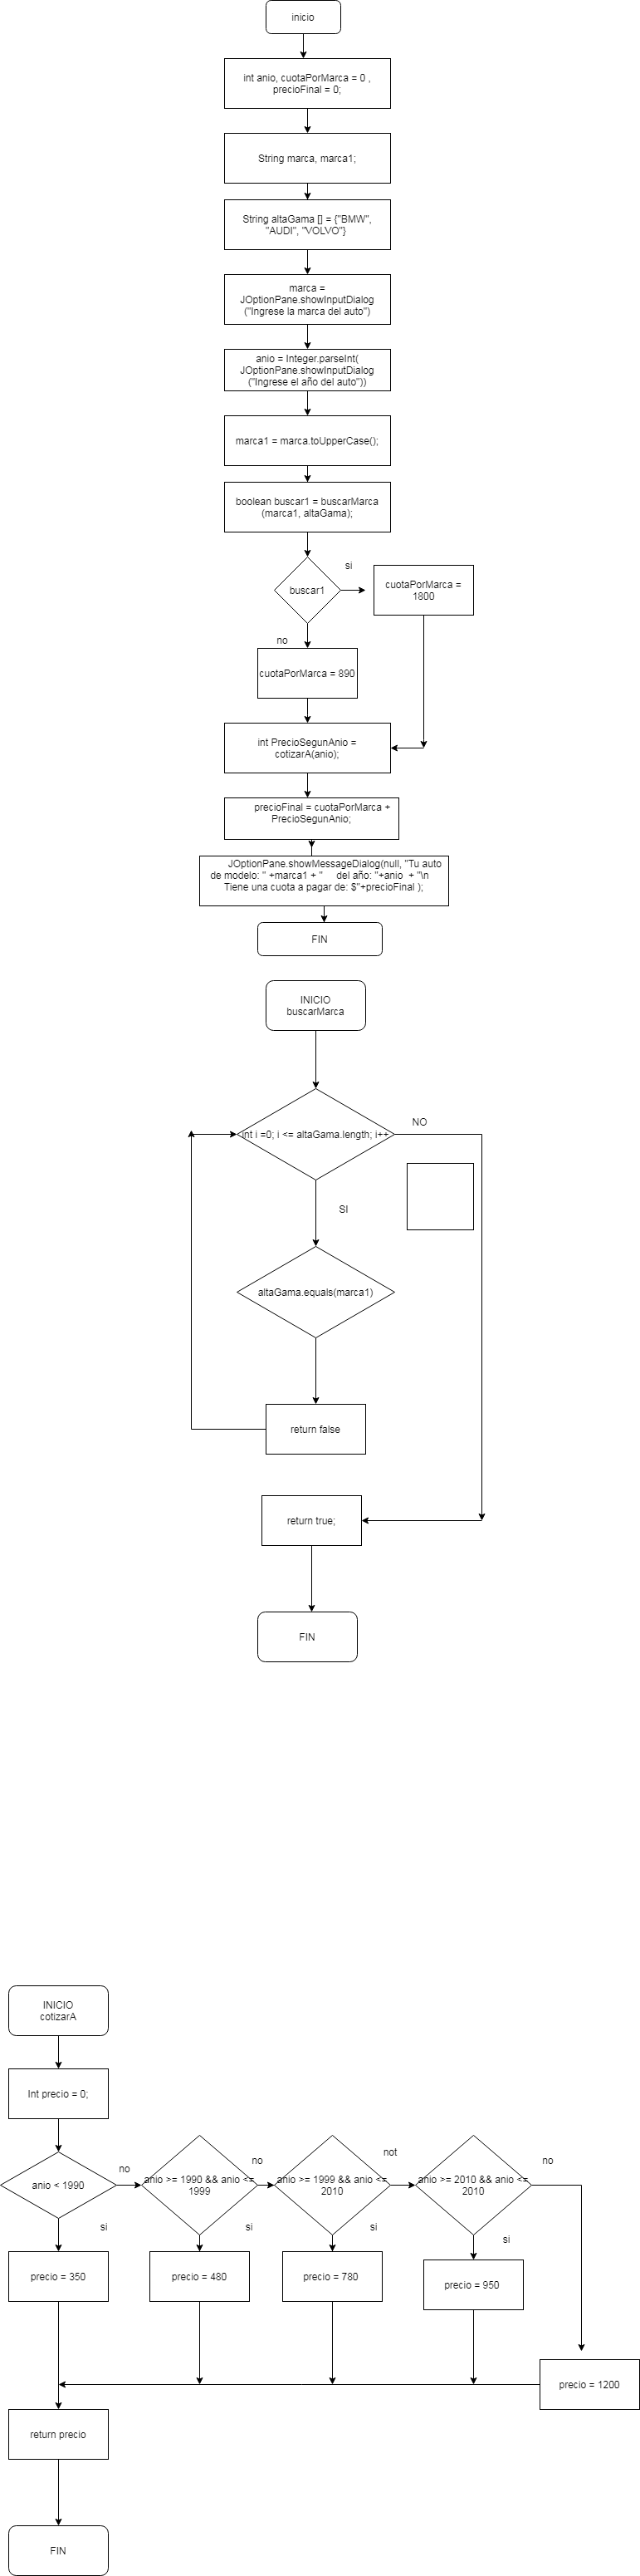 inicio
int anio, cuotaPorMarca = 0 ,
precioFinal = 0;
String marca, marca1;
String altaGama [] = {"BMW",
"AUDI", "VOLVO"}
marca =
JOptionPane.showInputDialog
("Ingrese la marca del auto")
anio = Integer.parseInt(
JOptionPane.showInputDialog
("Ingrese el año del auto"))
marca1 = marca.toUpperCase();
boolean buscar1 = buscarMarca
(marca1, altaGama);
buscar1
si
cuotaPorMarca =
1800
no
cuotaPorMarca = 890
int PrecioSegunAnio =
cotizarA(anio);
precioFinal = cuotaPorMarca +
PrecioSegunAnio;
JOptionPane.showMessageDialog(null, "Tu auto
de modelo: " +marca1 + " del año: "+anio + "\n
Tiene una cuota a pagar de: $"+precioFinal );
FIN
INICIO
buscarMarca
int i =0; i <= altaGama.length; i++
NO
SI
altaGama.equals(marca1)
return false
return true;
FIN
INICIO
cotizarA
Int precio = 0;
anio < 1990
no
anio >= 1990 && anio <=
1999
no
anio >= 1999 && anio <=
2010
not
anio >= 2010 && anio <=
2010
no
si
si
si
si
precio = 350
precio = 480
precio = 780
precio = 950
precio = 1200
return precio
FIN